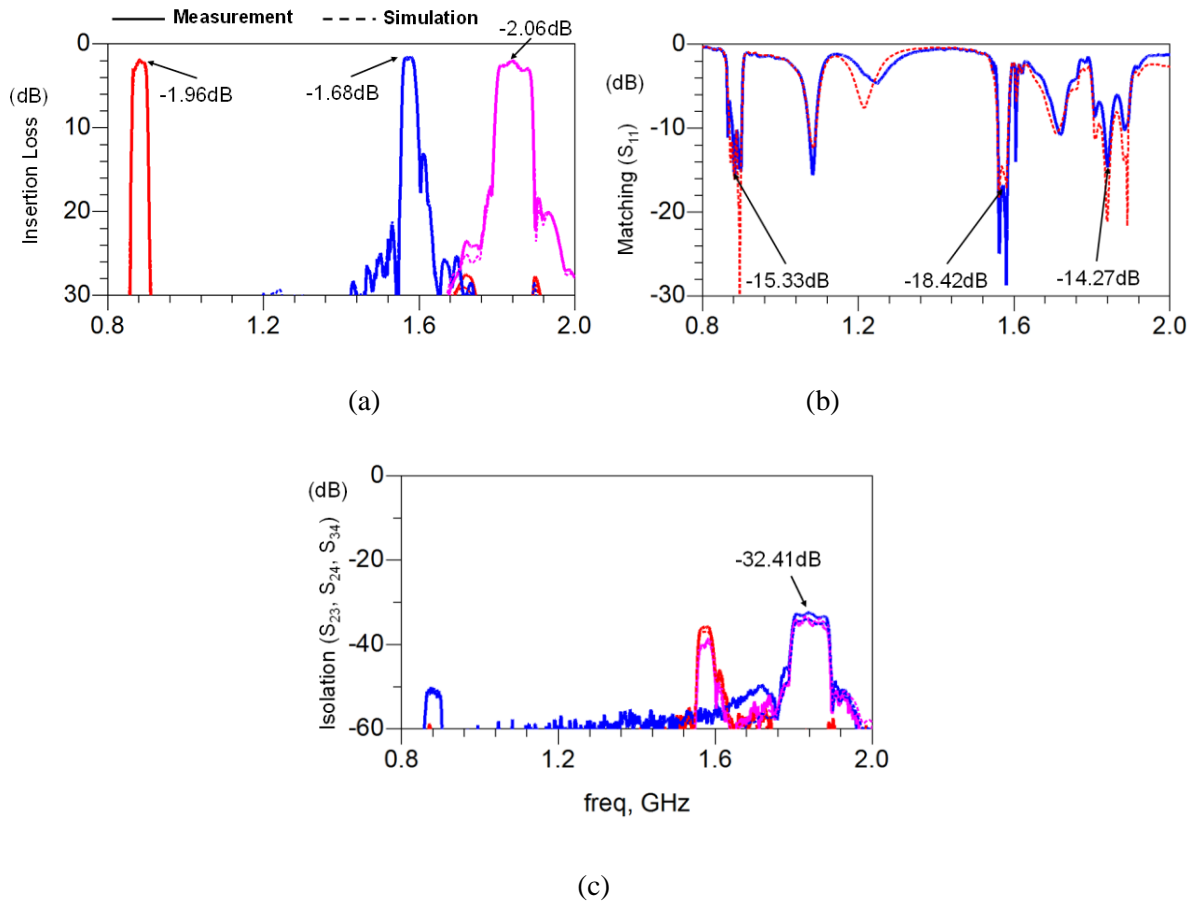 Measurement Simulation
-2.06dB
0
(dB)
-1.96dB
-1.68dB
10
20
30
Insertion Loss
0.8 1.2 1.6 2.0
(a)
0
(dB)
-10
-20
-30
Matching (S11)
-15.33dB
-18.42dB
-14.27dB
0.8 1.2 1.6 2.0
(b)
0
(dB)
-20
-40
-60
Isolation (S23, S24, S34)
-32.41dB
0.8 1.2 1.6 2.0
freq, GHz
(c)